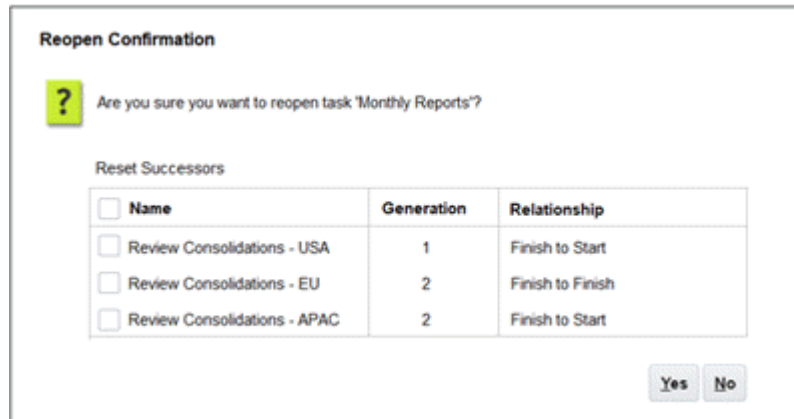 Reopen Confirmation
?
Are you sure you want to reopen task 'Monthly Reports'?
Reset Successors
Name Generation Relationship
Review Consolidations - USA 1 Finish to Start
Review Consolidations - EU 2 Finish to Finish
Review Consolidations - APAC 2 Finish to Start
Yes No